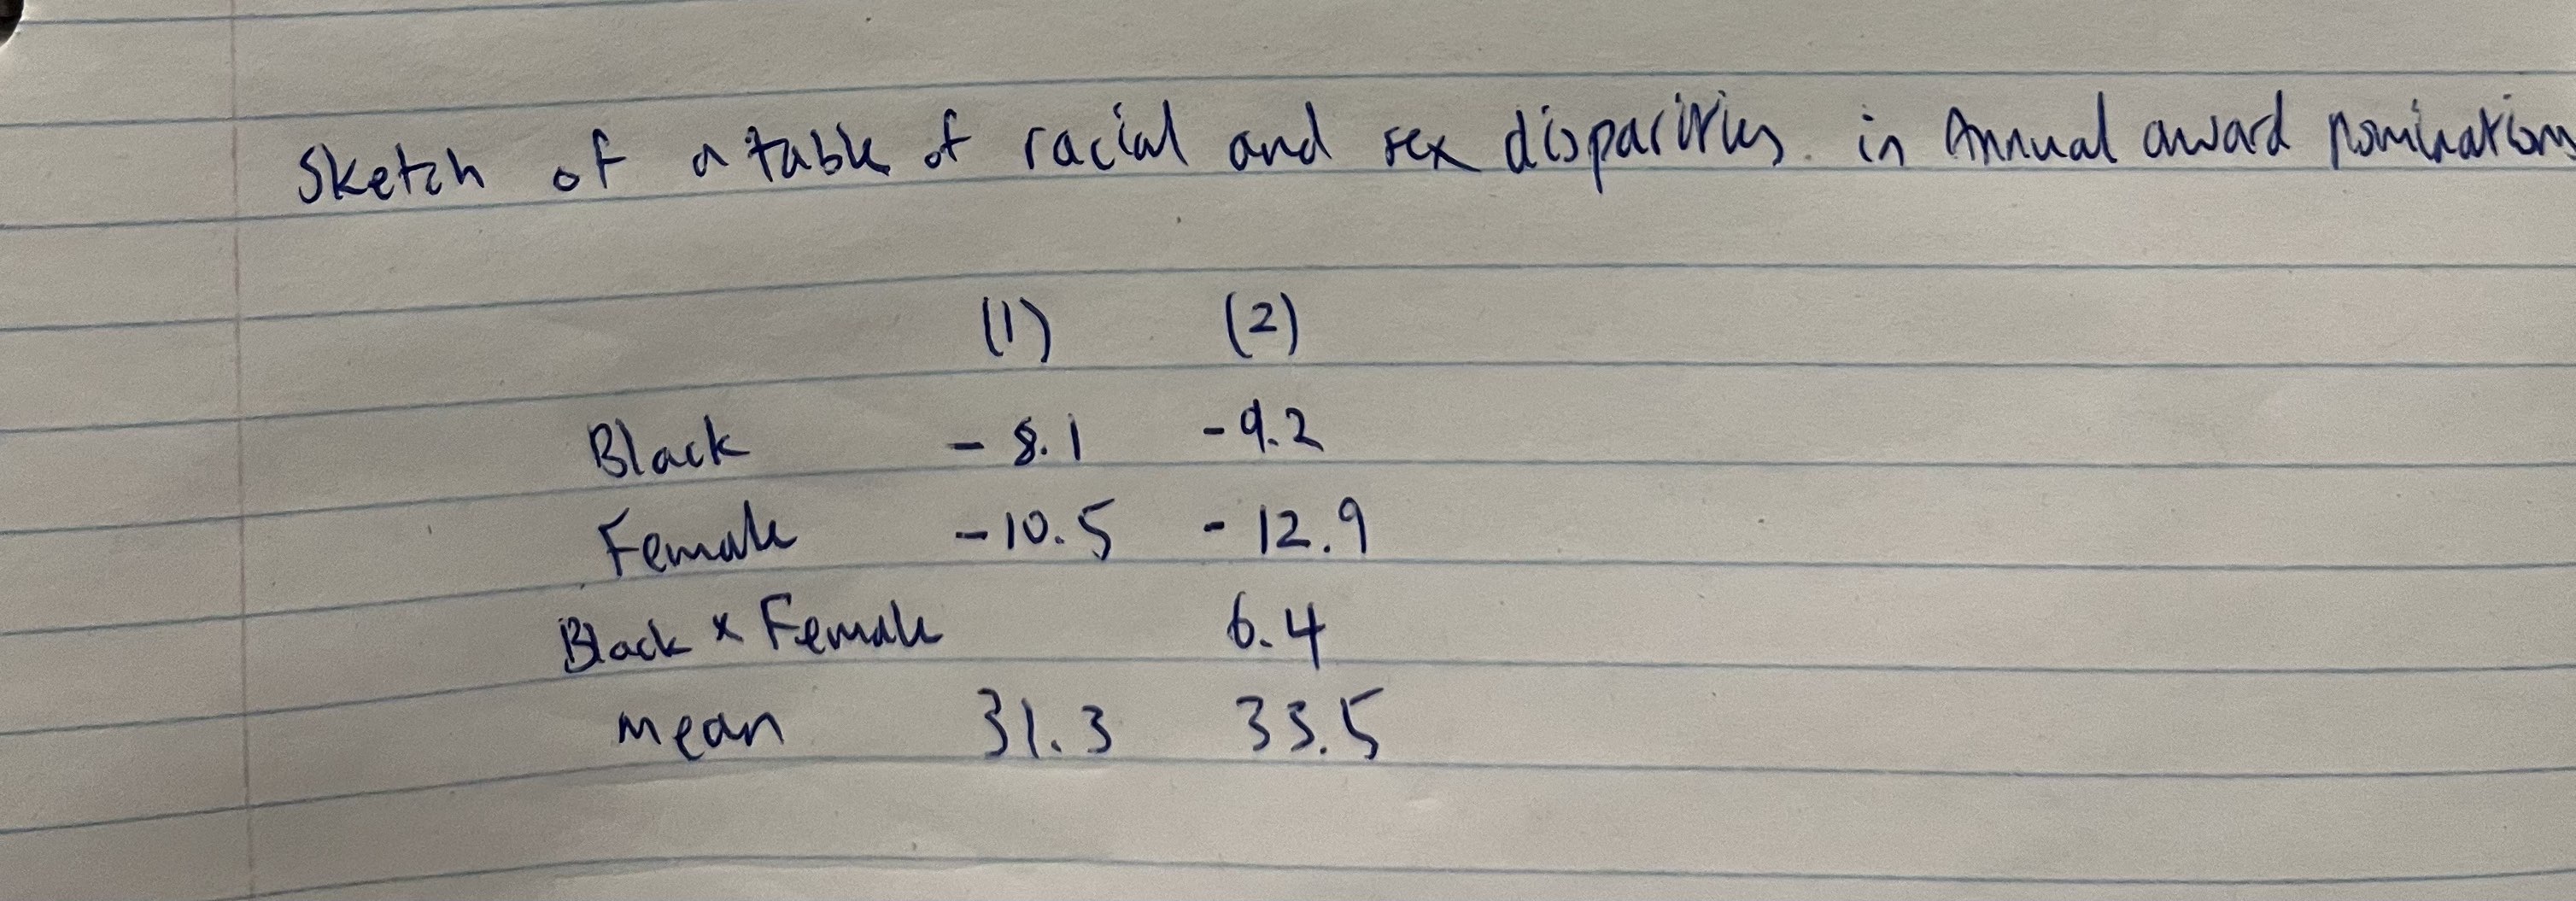 Sketch of a table of racial and sex disparities in Annual award nominations
(1) (2)
Black -8.1 -9.2
Female -10.5 -12.9
Black x Female 6.4
Mean 31.3 33.5